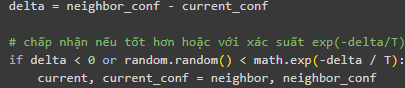 delta = neighbor_conf - current_conf
# chấp nhận nếu tốt hơn hoặc với xác suất exp(-delta/T)
if delta < 0 or random.random() < math.exp(-delta / T):
current, current_conf = neighbor, neighbor_conf